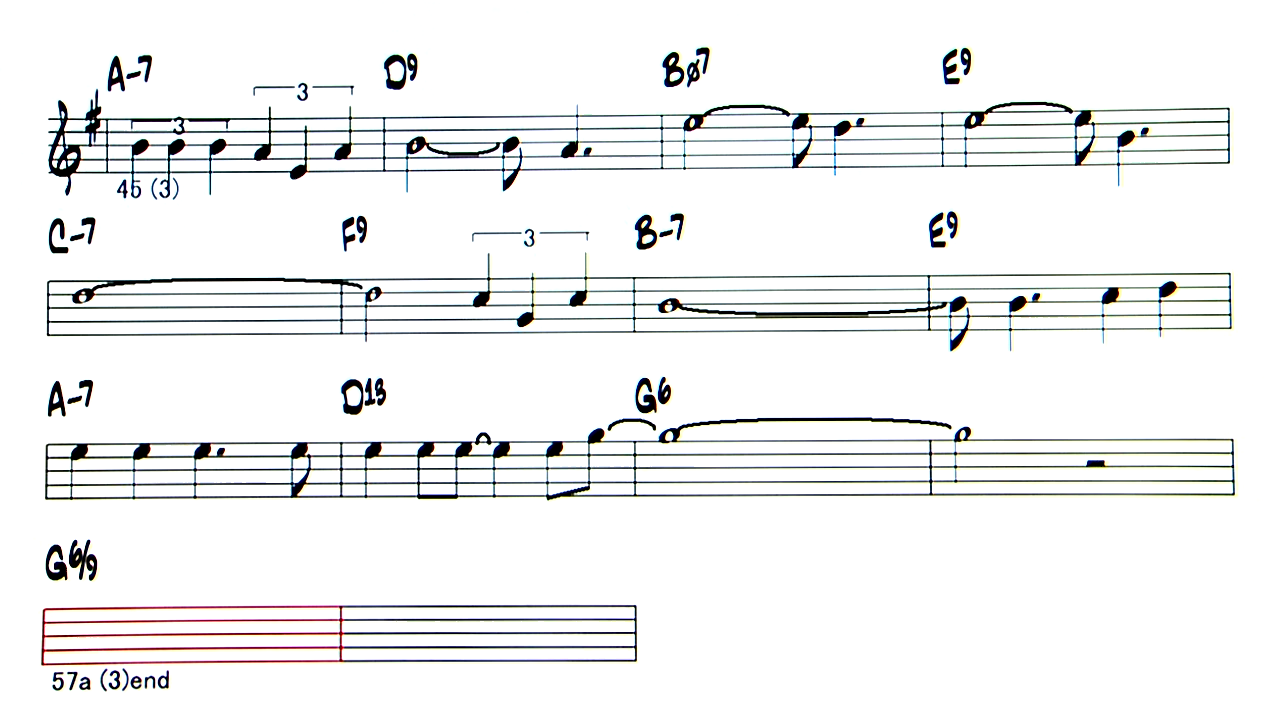 A-7 D9 Bø7 E9
3 3
45 (3)
C-7 F9 B-7 E9
3
A-7 D13 G6
G6/9
57a (3)end